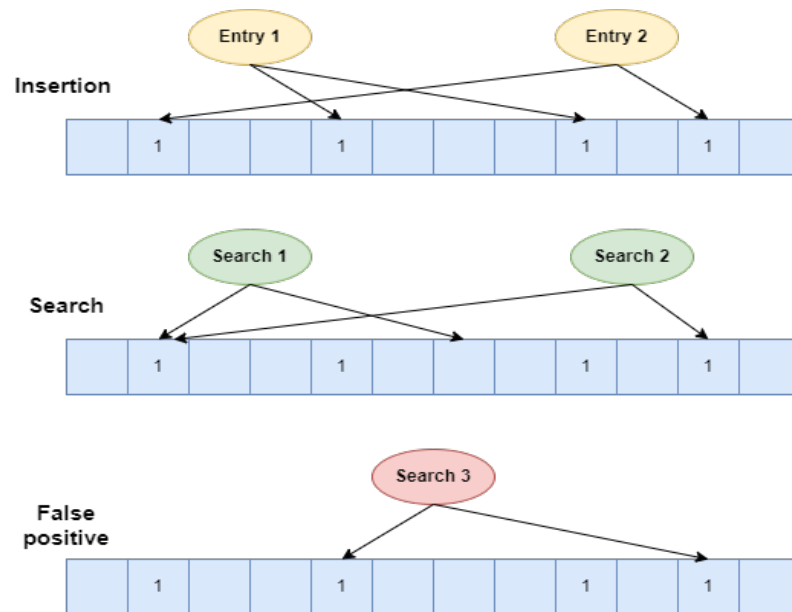 Entry 1
Entry 2
Insertion
1 1 1 1
Search 1
Search 2
Search
1 1 1 1
Search 3
False
positive
1 1 1 1